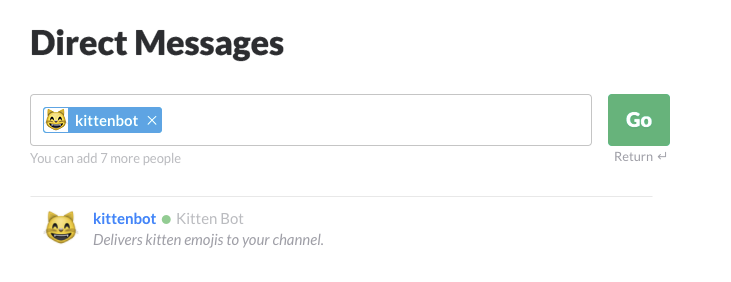 Direct Messages
kittenbot ×
Go
You can add 7 more people
Return ↵
kittenbot Kitten Bot
Delivers kitten emojis to your channel.